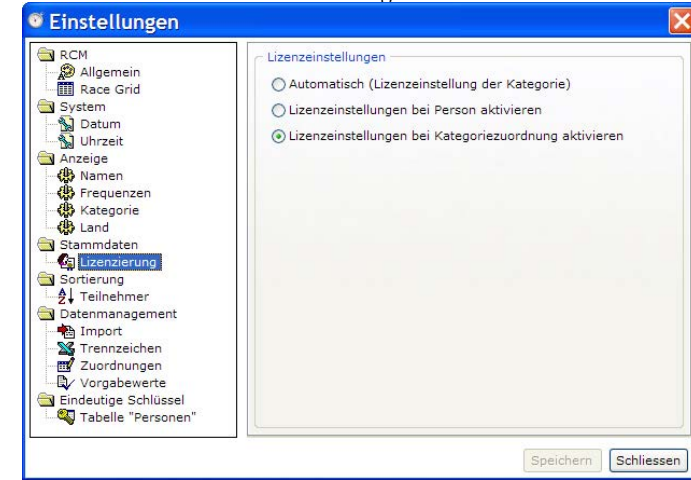 Einstellungen
RCM
Allgemein
Race Grid
System
Datum
Uhrzeit
Anzeige
Namen
Frequenzen
Kategorie
Land
Stammdaten
Lizenzierung
Sortierung
Teilnehmer
Datenmanagement
Import
Trennzeichen
Zuordnungen
Vorgabewerte
Eindeutige Schlüssel
Tabelle "Personen"
Lizenzeinstellungen
Automatisch (Lizenzeinstellung der Kategorie)
Lizenzeinstellungen bei Person aktivieren
Lizenzeinstellungen bei Kategoriezuordnung aktivieren
Speichern Schliessen